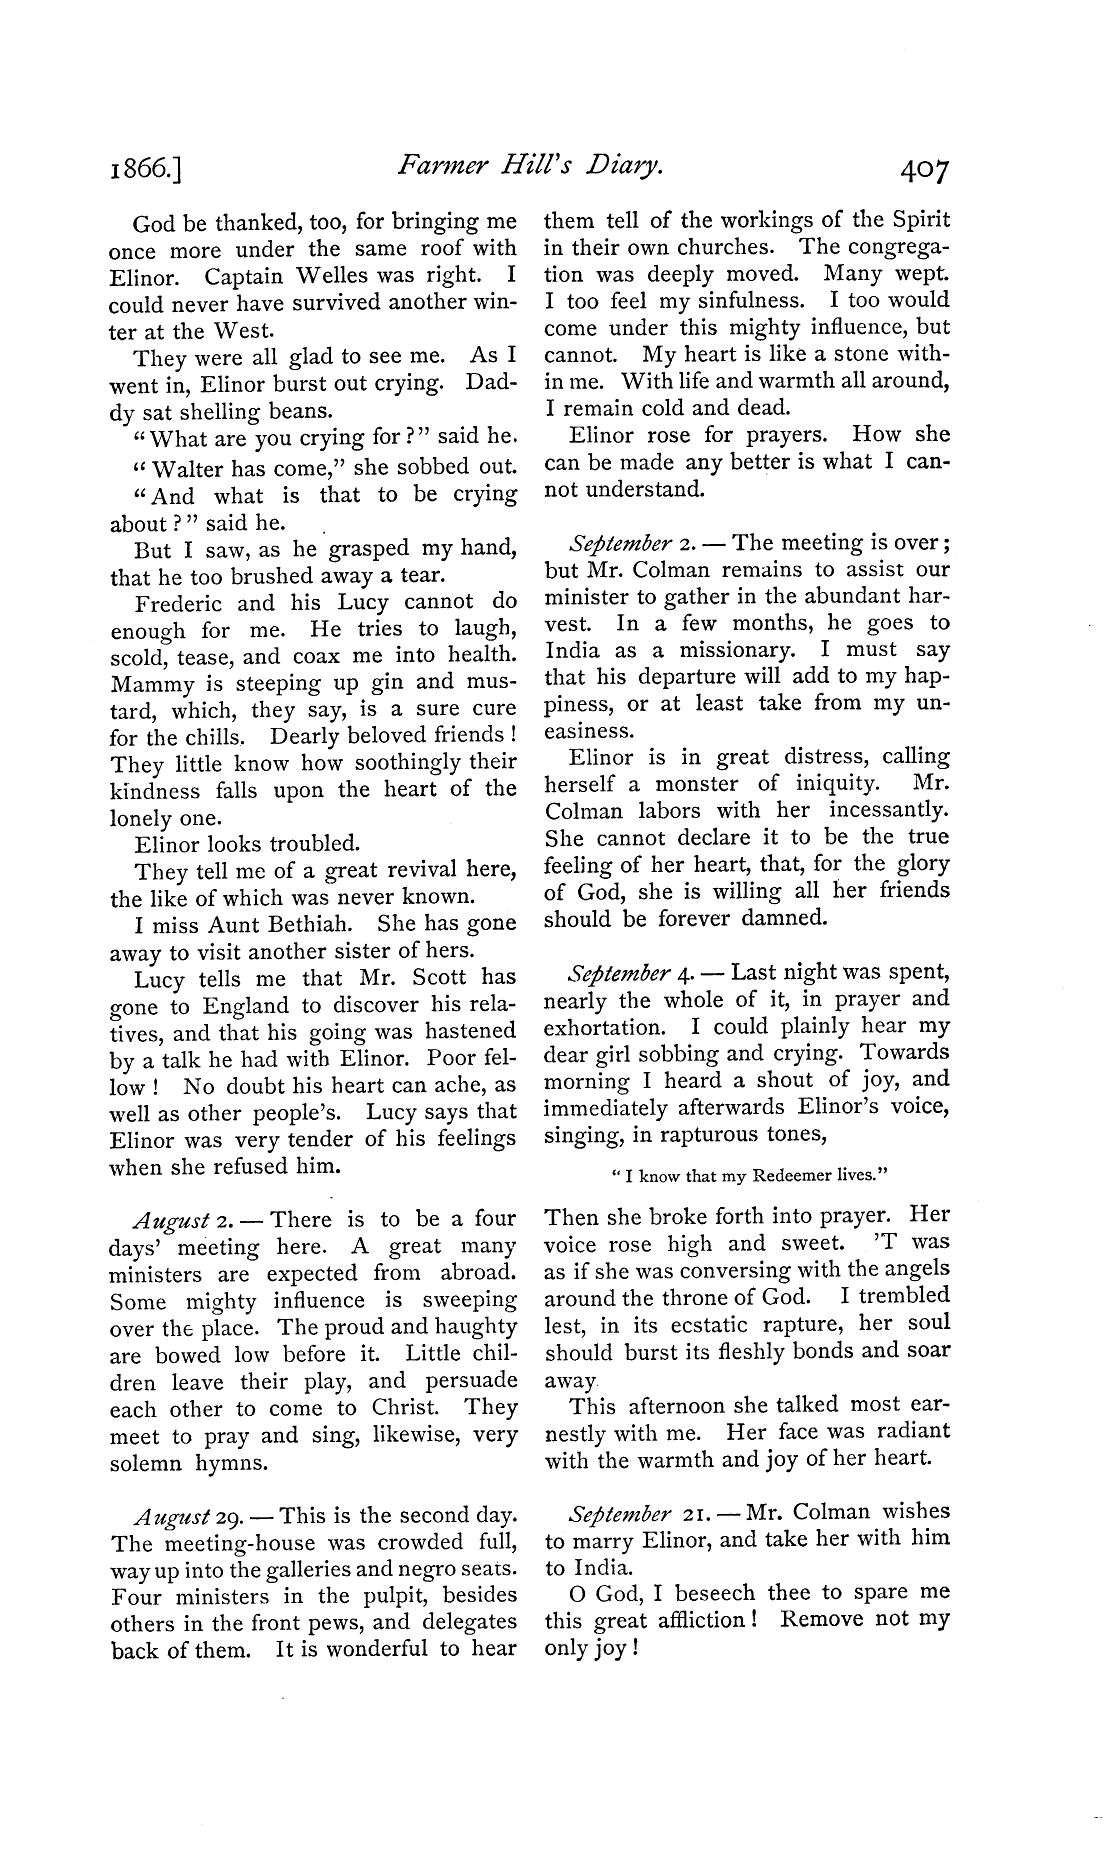 1866.] Farmer Hill's Diary. 407
God be thanked, too, for bringing me
once more under the same roof with
Elinor. Captain Welles was right. I
could never have survived another win-
ter at the West.
They were all glad to see me. As I
went in, Elinor burst out crying. Dad-
dy sat shelling beans.
“What are you crying for?” said he.
“Walter has come,” she sobbed out.
“And what is that to be crying
about?” said he.
But I saw, as he grasped my hand,
that he too brushed away a tear.
Frederic and his Lucy cannot do
enough for me. He tries to laugh,
scold, tease, and coax me into health.
Mammy is steeping up gin and mus-
tard, which, they say, is a sure cure
for the chills. Dearly beloved friends!
They little know how soothingly their
kindness falls upon the heart of the
lonely one.
Elinor looks troubled.
They tell me of a great revival here,
the like of which was never known.
I miss Aunt Bethiah. She has gone
away to visit another sister of hers.
Lucy tells me that Mr. Scott has
gone to England to discover his rela-
tives, and that his going was hastened
by a talk he had with Elinor. Poor fel-
low! No doubt his heart can ache, as
well as other people's. Lucy says that
Elinor was very tender of his feelings
when she refused him.
August 2. — There is to be a four
days’ meeting here. A great many
ministers are expected from abroad.
Some mighty influence is sweeping
over the place. The proud and haughty
are bowed low before it. Little chil-
dren leave their play, and persuade
each other to come to Christ. They
meet to pray and sing, likewise, very
solemn hymns.
August 29. — This is the second day.
The meeting-house was crowded full,
way up into the galleries and negro seats.
Four ministers in the pulpit, besides
others in the front pews, and delegates
back of them. It is wonderful to hear
them tell of the workings of the Spirit
in their own churches. The congrega-
tion was deeply moved. Many wept.
I too feel my sinfulness. I too would
come under this mighty influence, but
cannot. My heart is like a stone with-
in me. With life and warmth all around,
I remain cold and dead.
Elinor rose for prayers. How she
can be made any better is what I can-
not understand.
September 2. — The meeting is over;
but Mr. Colman remains to assist our
minister to gather in the abundant har-
vest. In a few months, he goes to
India as a missionary. I must say
that his departure will add to my hap-
piness, or at least take from my un-
easiness.
Elinor is in great distress, calling
herself a monster of iniquity. Mr.
Colman labors with her incessantly.
She cannot declare it to be the true
feeling of her heart, that, for the glory
of God, she is willing all her friends
should be forever damned.
September 4. — Last night was spent,
nearly the whole of it, in prayer and
exhortation. I could plainly hear my
dear girl sobbing and crying. Towards
morning I heard a shout of joy, and
immediately afterwards Elinor's voice,
singing, in rapturous tones,
“I know that my Redeemer lives.”
Then she broke forth into prayer. Her
voice rose high and sweet. ’T was
as if she was conversing with the angels
around the throne of God. I trembled
lest, in its ecstatic rapture, her soul
should burst its fleshly bonds and soar
away
This afternoon she talked most ear-
nestly with me. Her face was radiant
with the warmth and joy of her heart.
September 21. — Mr. Colman wishes
to marry Elinor, and take her with him
to India.
O God, I beseech thee to spare me
this great affliction! Remove not my
only joy!